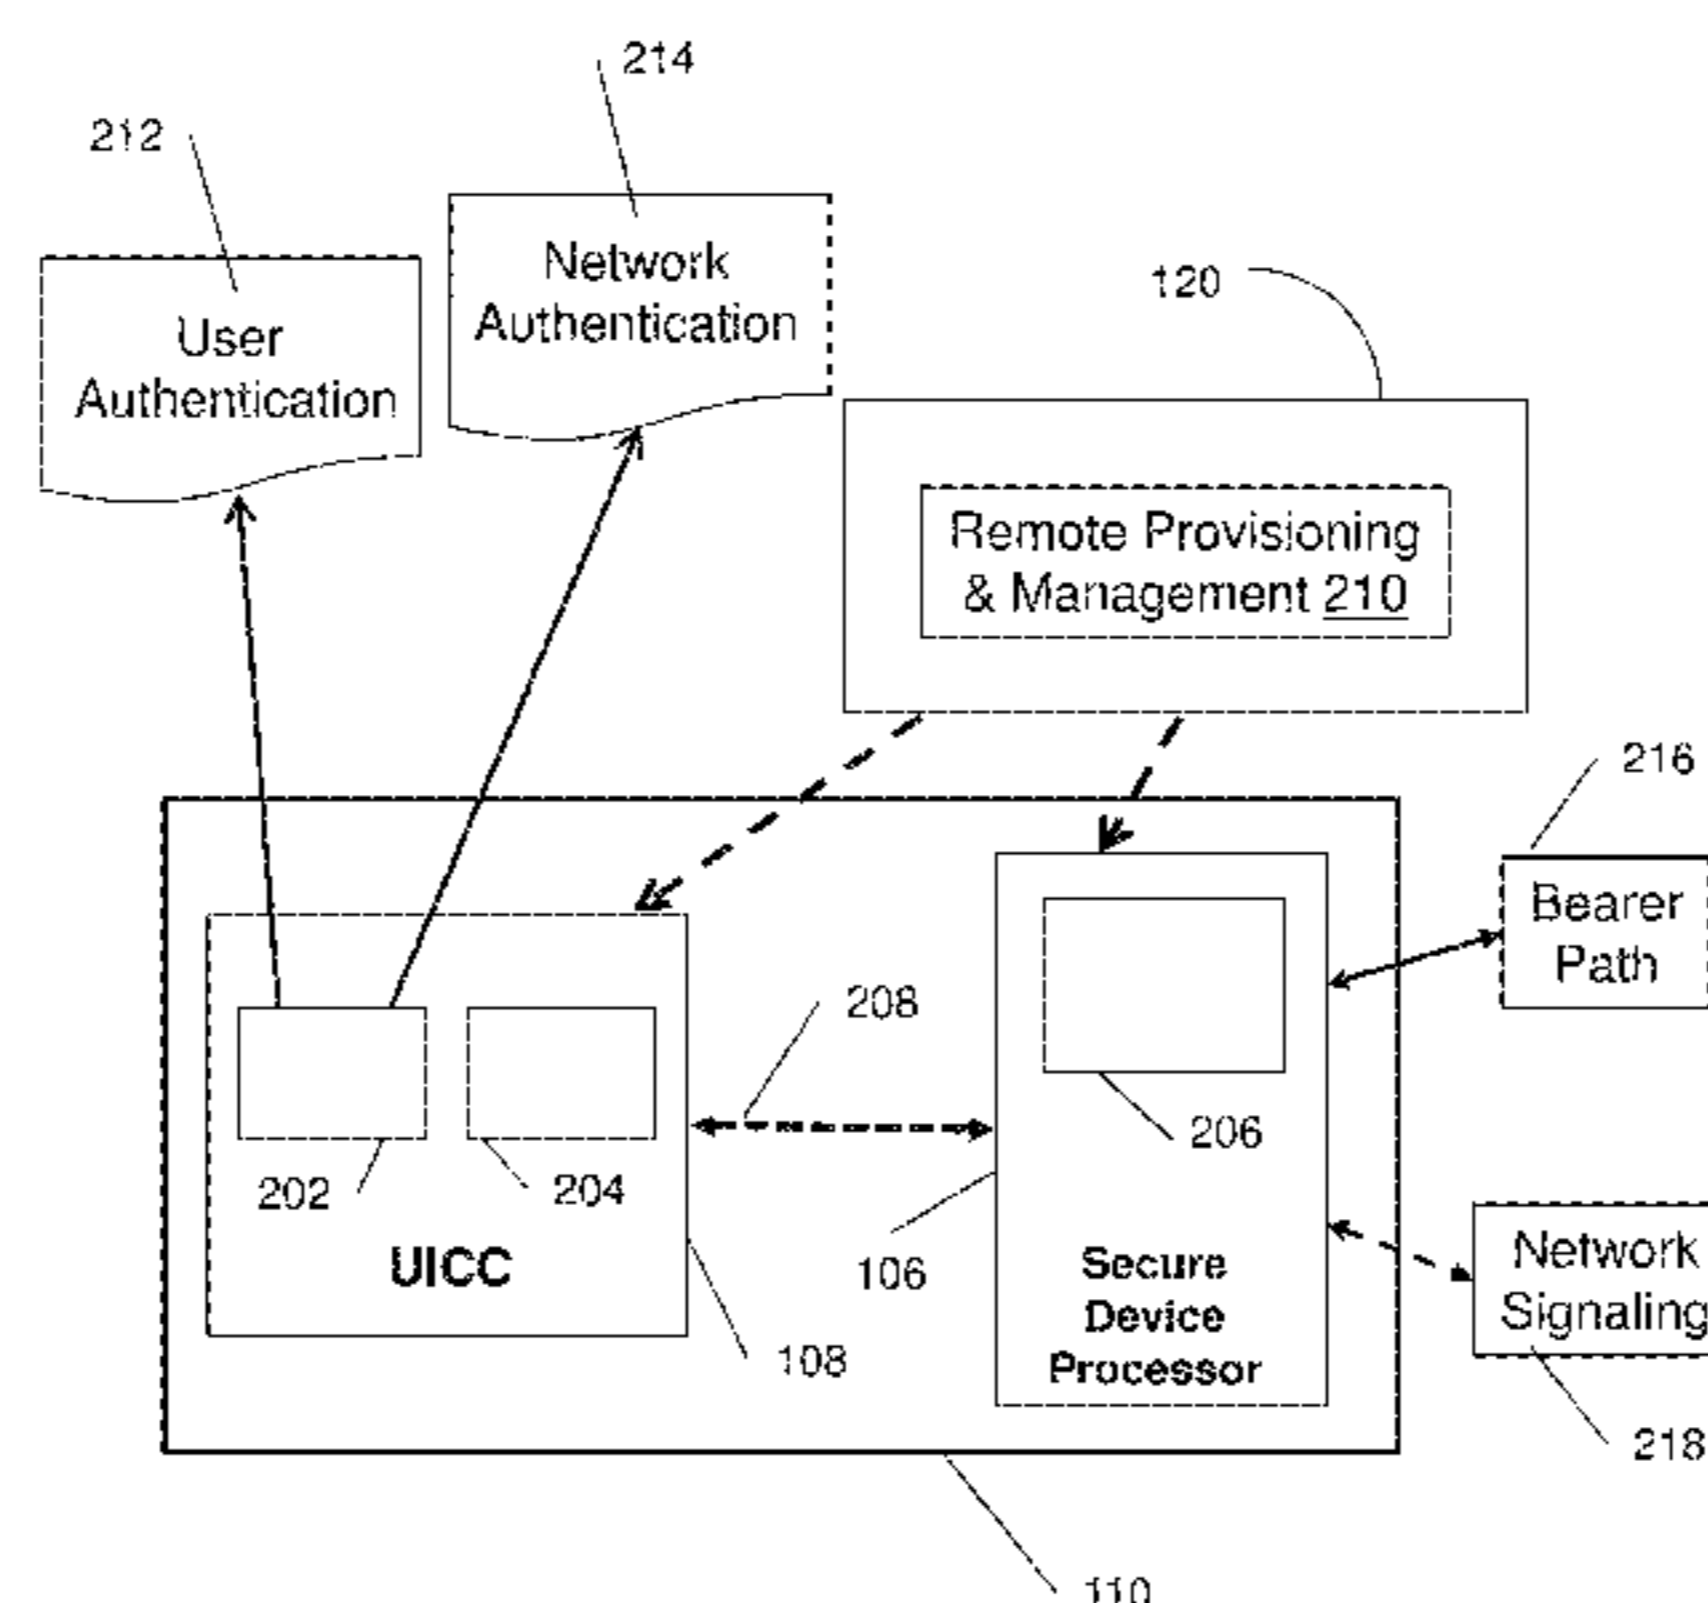 214
212
Network
Authentication
User
Authentication
120
Remote Provisioning
& Management 210
216
Bearer
Path
208
206
202
204
UICC
106
Secure
Device
Processor
108
Network
Signaling
218
110